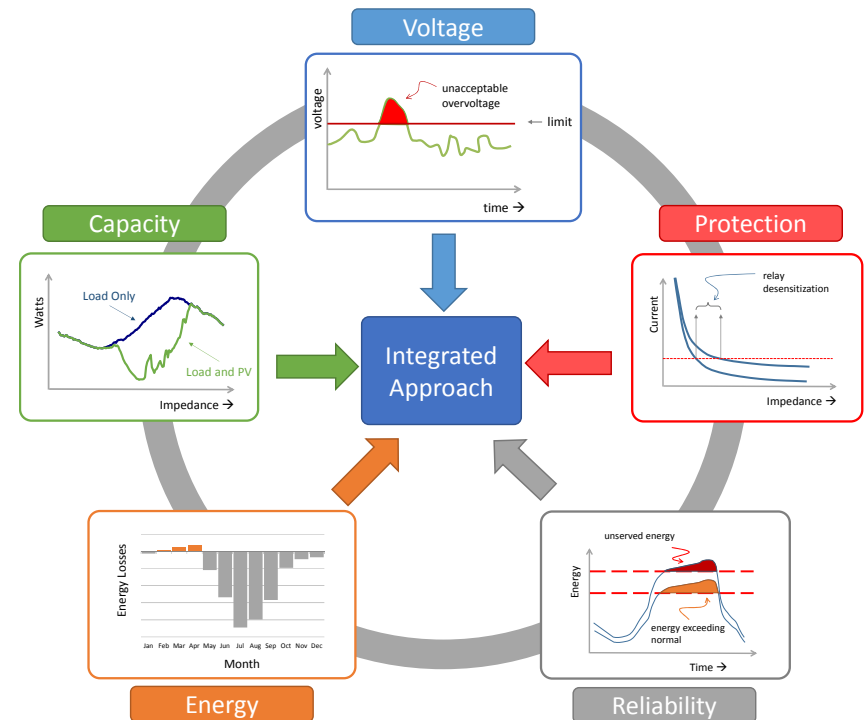 Voltage
voltage
unacceptable
overvoltage
← limit
time →
Capacity
Watts
Load Only
Load and PV
Impedance →
Protection
Current
relay
desensitization
Impedance →
Integrated
Approach
Energy Losses
Jan Feb Mar Apr May Jun Jul Aug Sep Oct Nov Dec
Month
Energy
unserved energy
Energy
energy exceeding
normal
Time →
Reliability